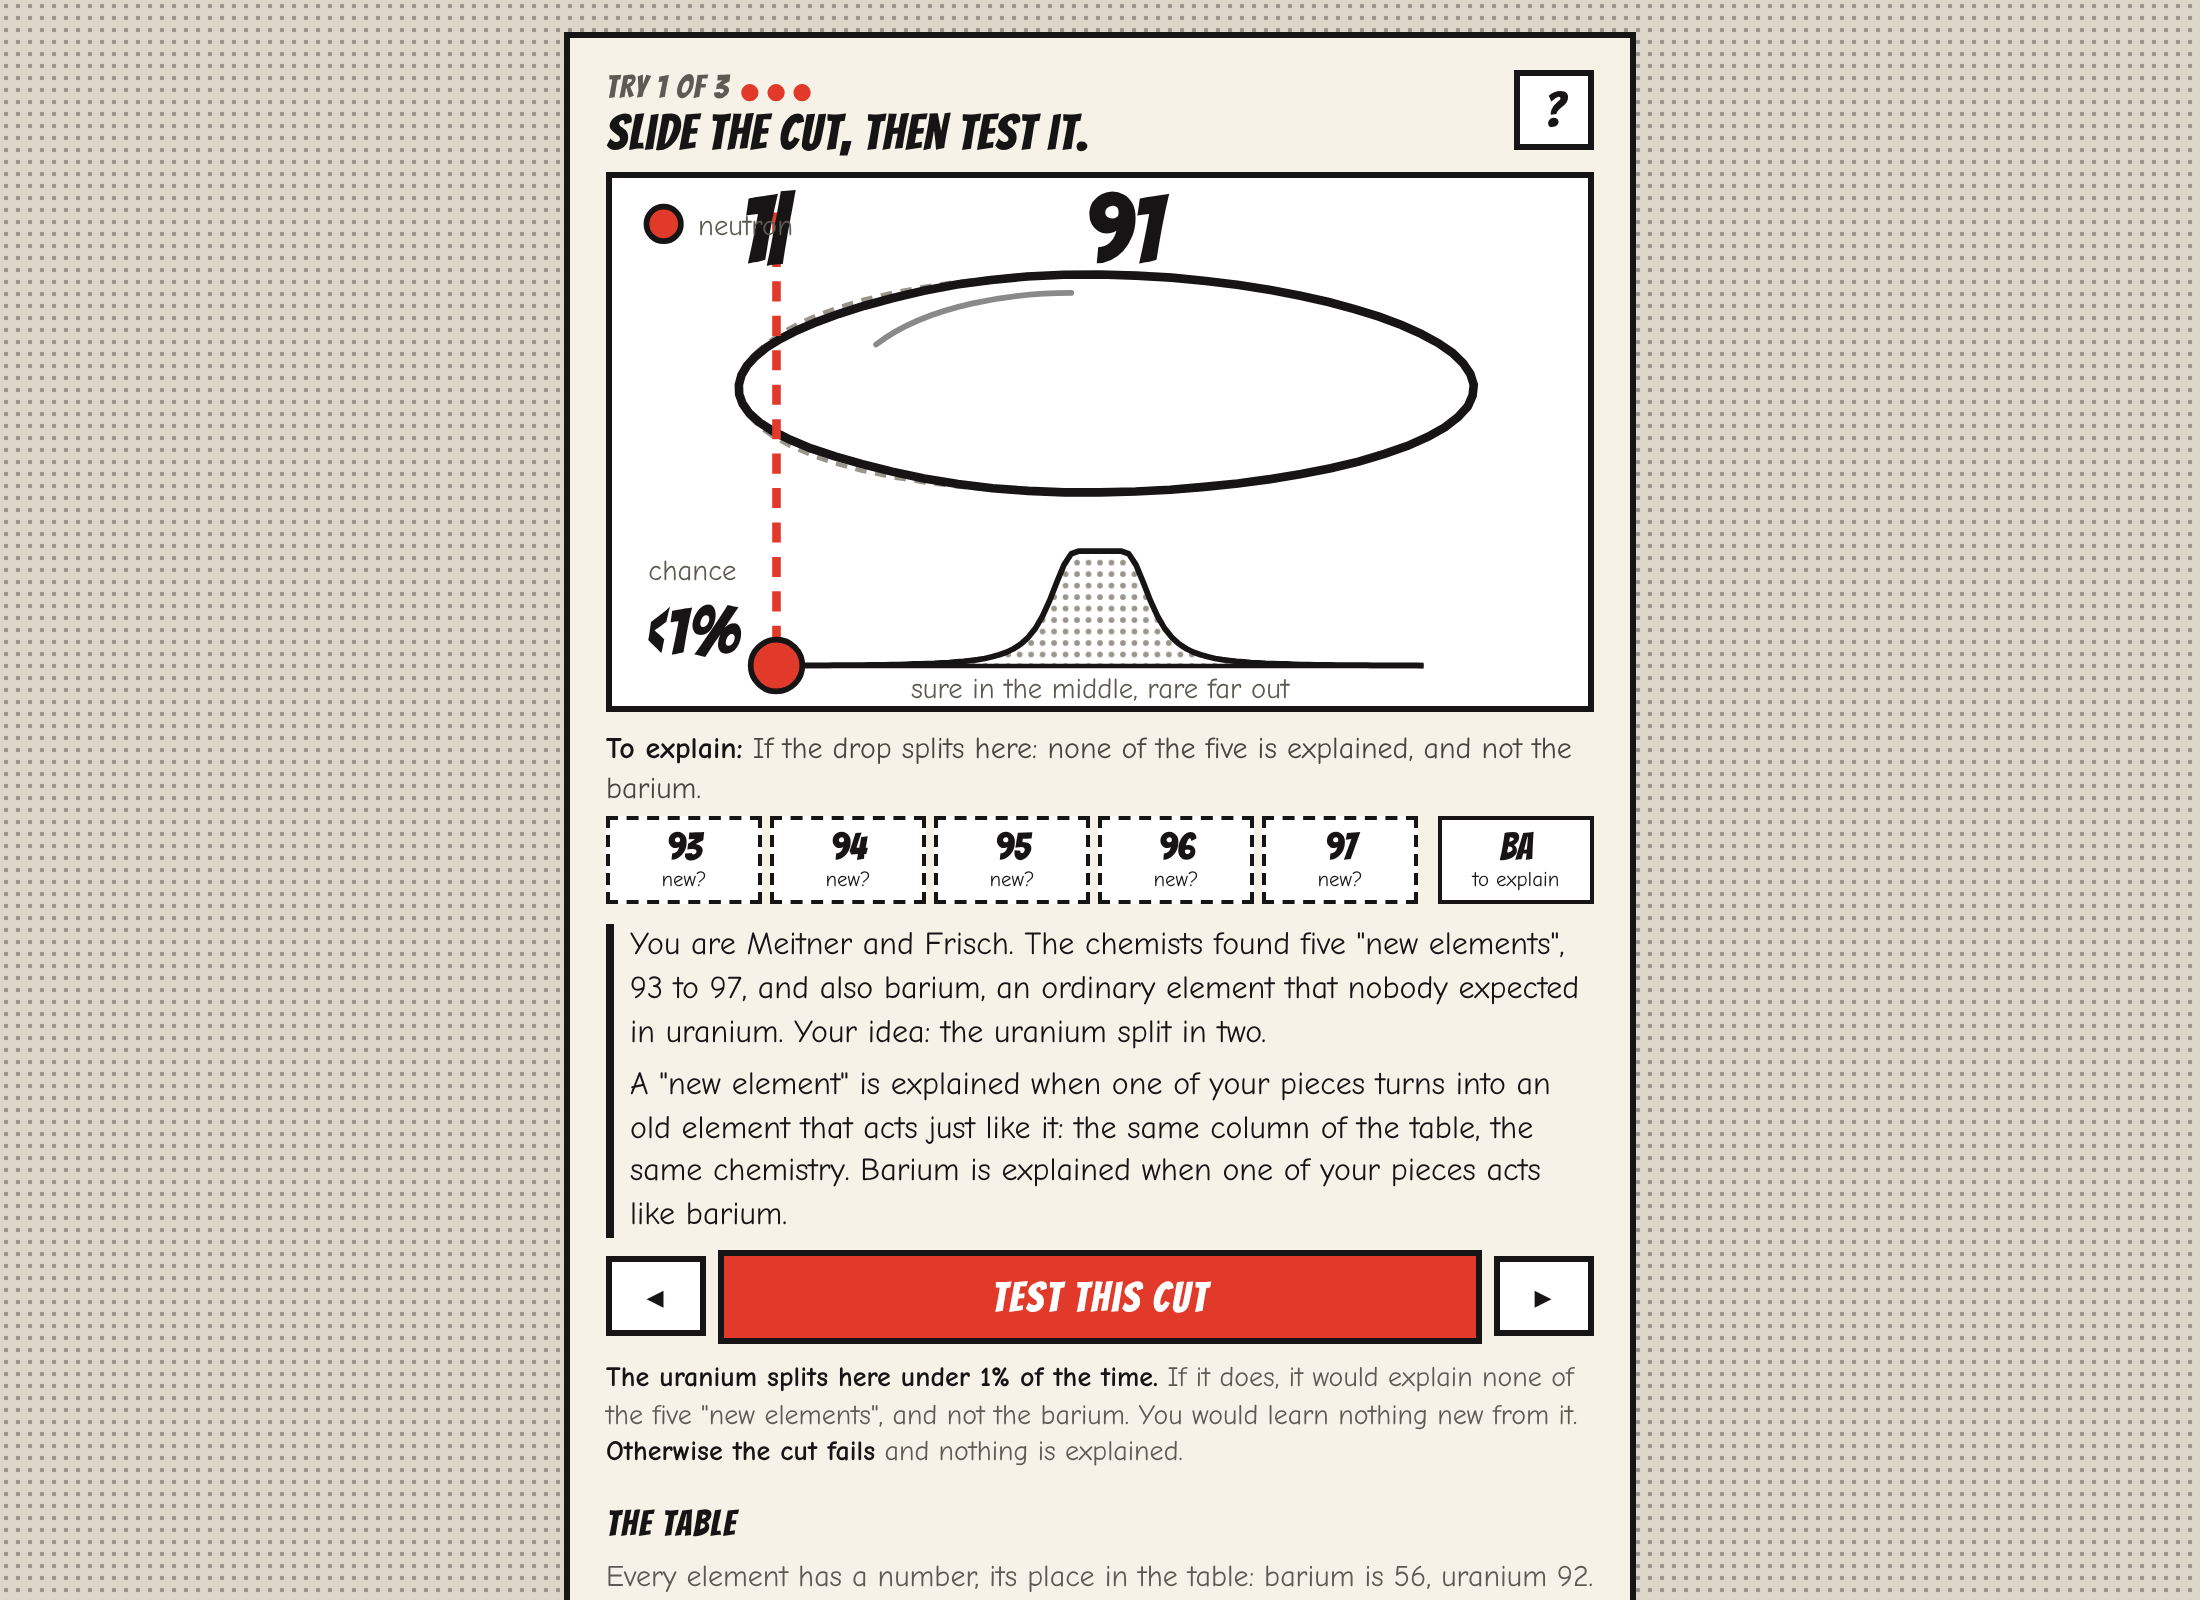 TRY 1 OF 3
SLIDE THE CUT, THEN TEST IT.
?
neutron
1
91
chance
<1%
sure in the middle, rare far out
To explain: If the drop splits here: none of the five is explained, and not the
barium.
93
new?
94
new?
95
new?
96
new?
97
new?
BA
to explain
You are Meitner and Frisch. The chemists found five "new elements",
93 to 97, and also barium, an ordinary element that nobody expected
in uranium. Your idea: the uranium split in two.
A "new element" is explained when one of your pieces turns into an
old element that acts just like it: the same column of the table, the
same chemistry. Barium is explained when one of your pieces acts
like barium.
◄
TEST THIS CUT
►
The uranium splits here under 1% of the time. If it does, it would explain none of
the five "new elements", and not the barium. You would learn nothing new from it.
Otherwise the cut fails and nothing is explained.
THE TABLE
Every element has a number, its place in the table: barium is 56, uranium 92.